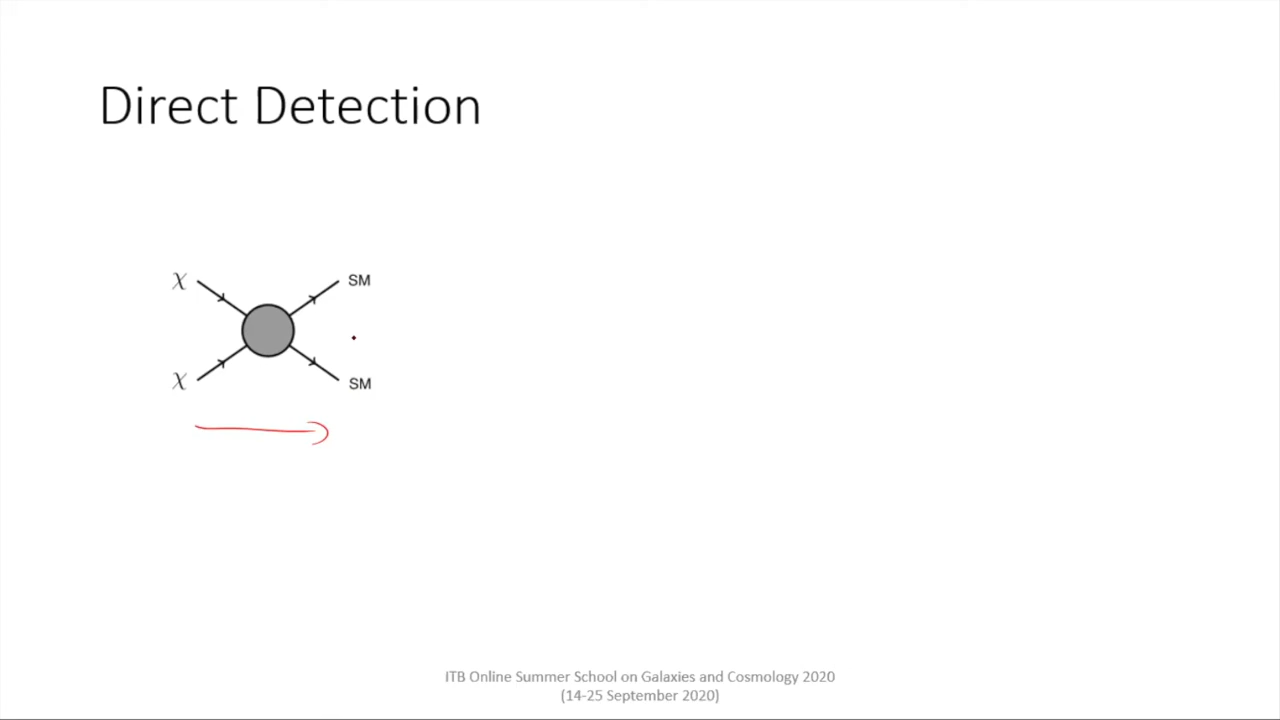 Direct Detection
χ SM
χ SM
ITB Online Summer School on Galaxies and Cosmology 2020
(14-25 September 2020)